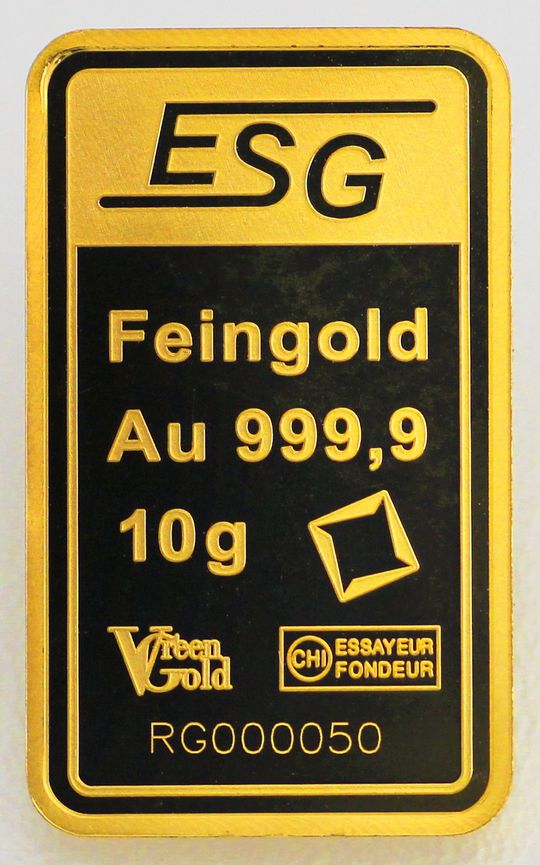 ESG
Feingold
Au 999,9
10g
Green
Gold
CHI
ESSAYEUR
FONDEUR
RG000050